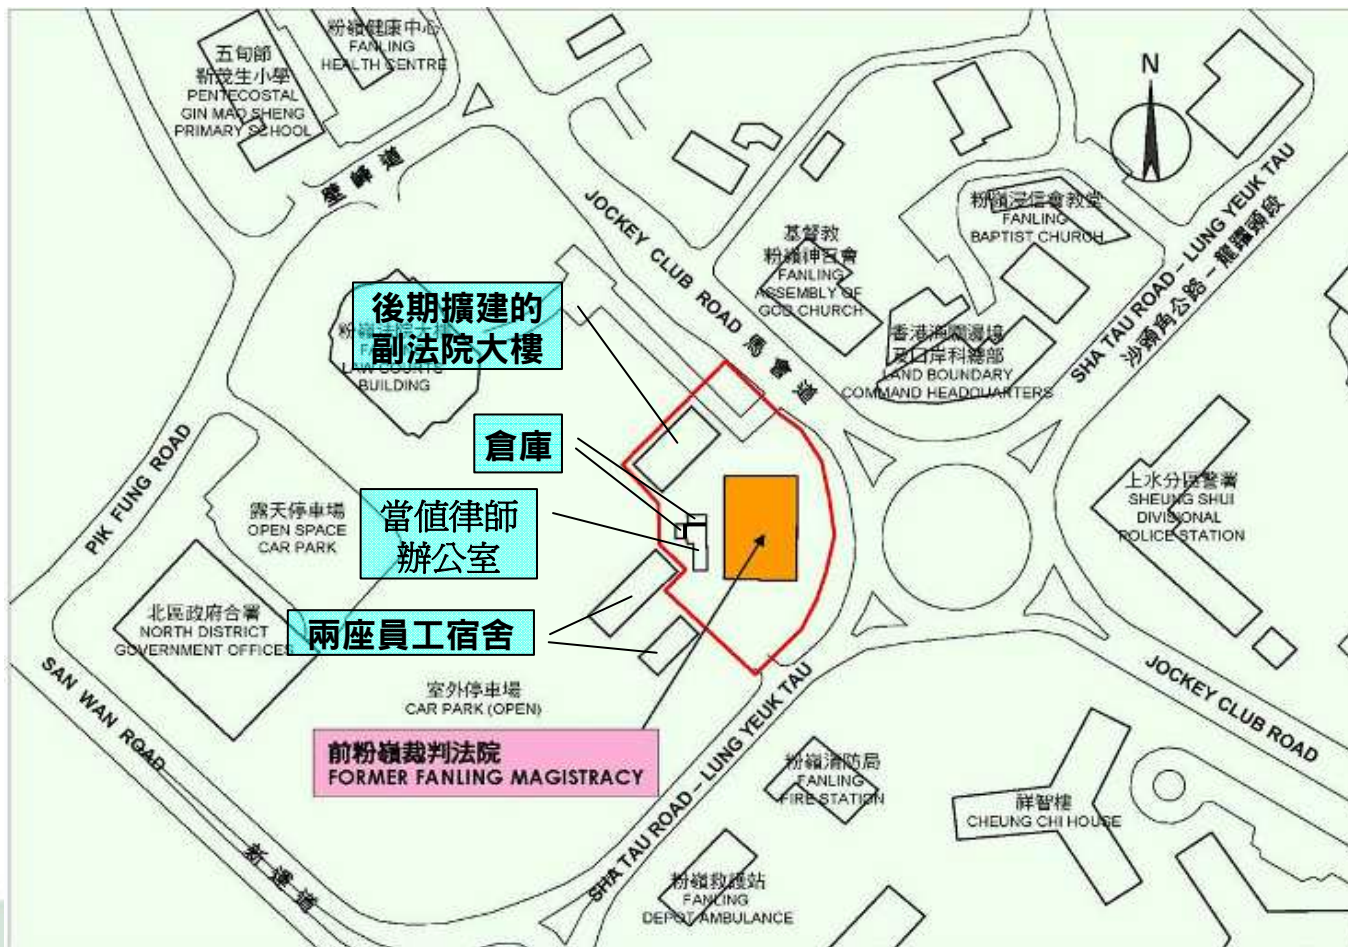 粉嶺健康中心
FANLING
HEALTH CENTRE
五旬節
靳茂生小學
PENTECOSTAL
GIN MAO SHENG
PRIMARY SCHOOL
璧峰道
N
JOCKEY CLUB ROAD 馬會道
基督教
粉嶺神召會
FANLING
ASSEMBLY OF
GOD CHURCH
粉嶺浸信會教堂
FANLING
BAPTIST CHURCH
SHA TAU ROAD – LUNG YEUK TAU
沙頭角公路 – 龍躍頭段
香港海關邊境
及口岸科總部
LAND BOUNDARY
COMMAND HEADQUARTERS
後期擴建的
副法院大樓
粉嶺法院大樓
LAW COURTS
BUILDING
倉庫
當值律師
辦公室
兩座員工宿舍
PIK FUNG ROAD
露天停車場
OPEN SPACE
CAR PARK
上水分區警署
SHEUNG SHUI
DIVISIONAL
POLICE STATION
北區政府合署
NORTH DISTRICT
GOVERNMENT OFFICES
SAN WAN ROAD
新運道
室外停車場
CAR PARK (OPEN)
前粉嶺裁判法院
FORMER FANLING MAGISTRACY
SHA TAU ROAD – LUNG YEUK TAU
JOCKEY CLUB ROAD
粉嶺消防局
FANLING
FIRE STATION
祥智樓
CHEUNG CHI HOUSE
粉嶺救護站
FANLING
DEPOT AMBULANCE